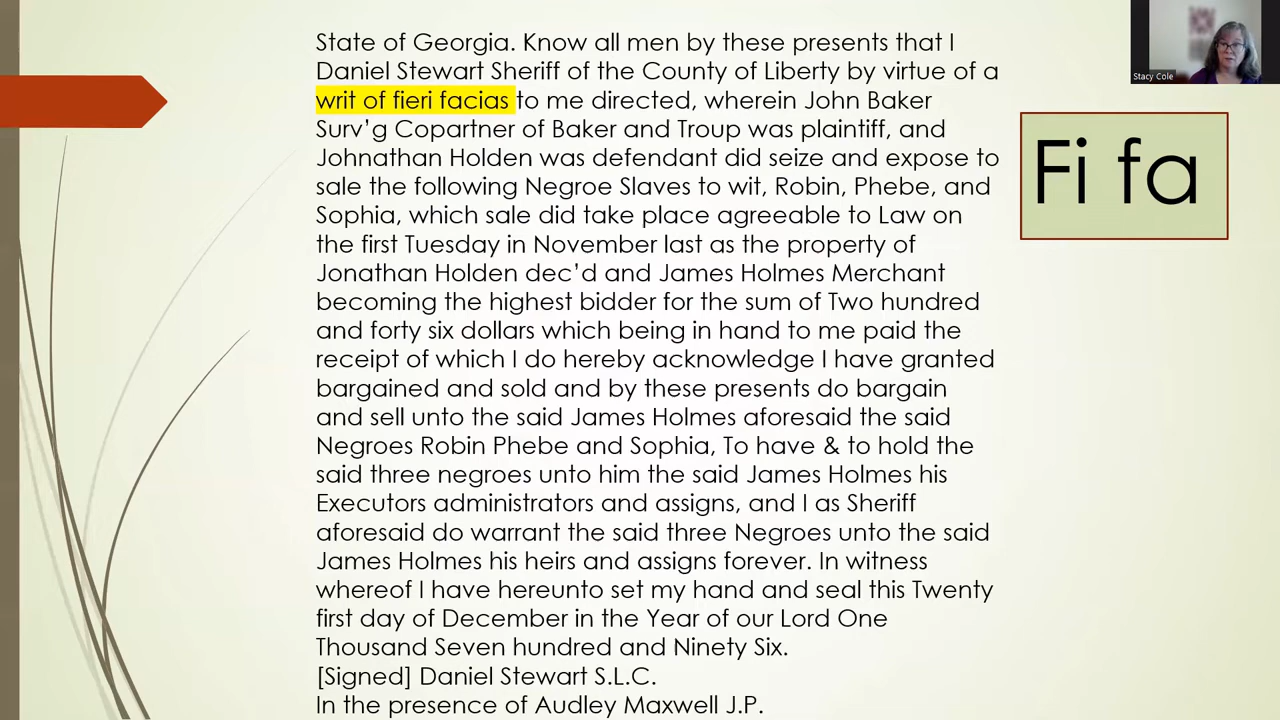 State of Georgia. Know all men by these presents that I
Daniel Stewart Sheriff of the County of Liberty by virtue of a
writ of fieri facias to me directed, wherein John Baker
Surv’g Copartner of Baker and Troup was plaintiff, and
Johnathan Holden was defendant did seize and expose to
sale the following Negroe Slaves to wit, Robin, Phebe, and
Sophia, which sale did take place agreeable to Law on
the first Tuesday in November last as the property of
Jonathan Holden dec’d and James Holmes Merchant
becoming the highest bidder for the sum of Two hundred
and forty six dollars which being in hand to me paid the
receipt of which I do hereby acknowledge I have granted
bargained and sold and by these presents do bargain
and sell unto the said James Holmes aforesaid the said
Negroes Robin Phebe and Sophia, To have & to hold the
said three negroes unto him the said James Holmes his
Executors administrators and assigns, and I as Sheriff
aforesaid do warrant the said three Negroes unto the said
James Holmes his heirs and assigns forever. In witness
whereof I have hereunto set my hand and seal this Twenty
first day of December in the Year of our Lord One
Thousand Seven hundred and Ninety Six.
[Signed] Daniel Stewart S.L.C.
In the presence of Audley Maxwell J.P.
Fi fa
Stacy Cole